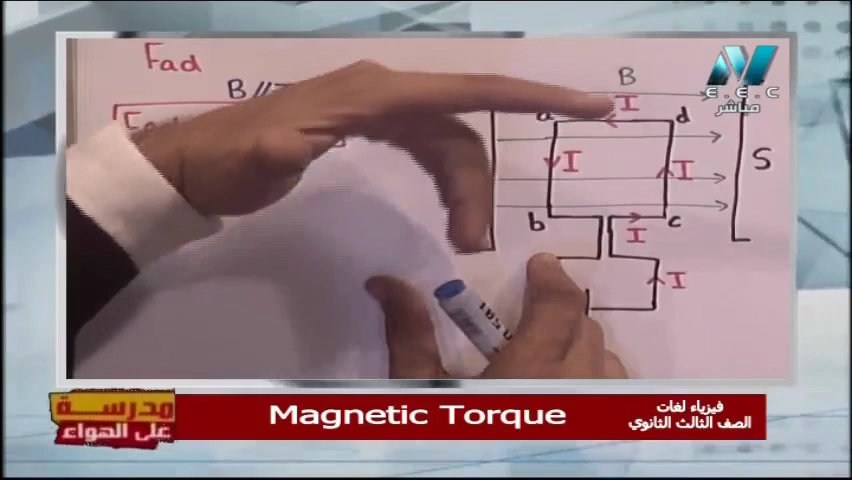 Fad
B //
B
I
E.E.C
مباشر
a
d
I
I
S
b
I
c
I
مدرسة
على الهواء
Magnetic Torque
فيزياء لغات
الصف الثالث الثانوي